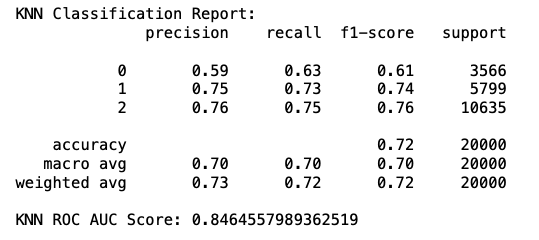 KNN Classification Report:
precision recall f1-score support
0 0.59 0.63 0.61 3566
1 0.75 0.73 0.74 5799
2 0.76 0.75 0.76 10635
accuracy 0.72 20000
macro avg 0.70 0.70 0.70 20000
weighted avg 0.73 0.72 0.72 20000
KNN ROC AUC Score: 0.8464557989362519